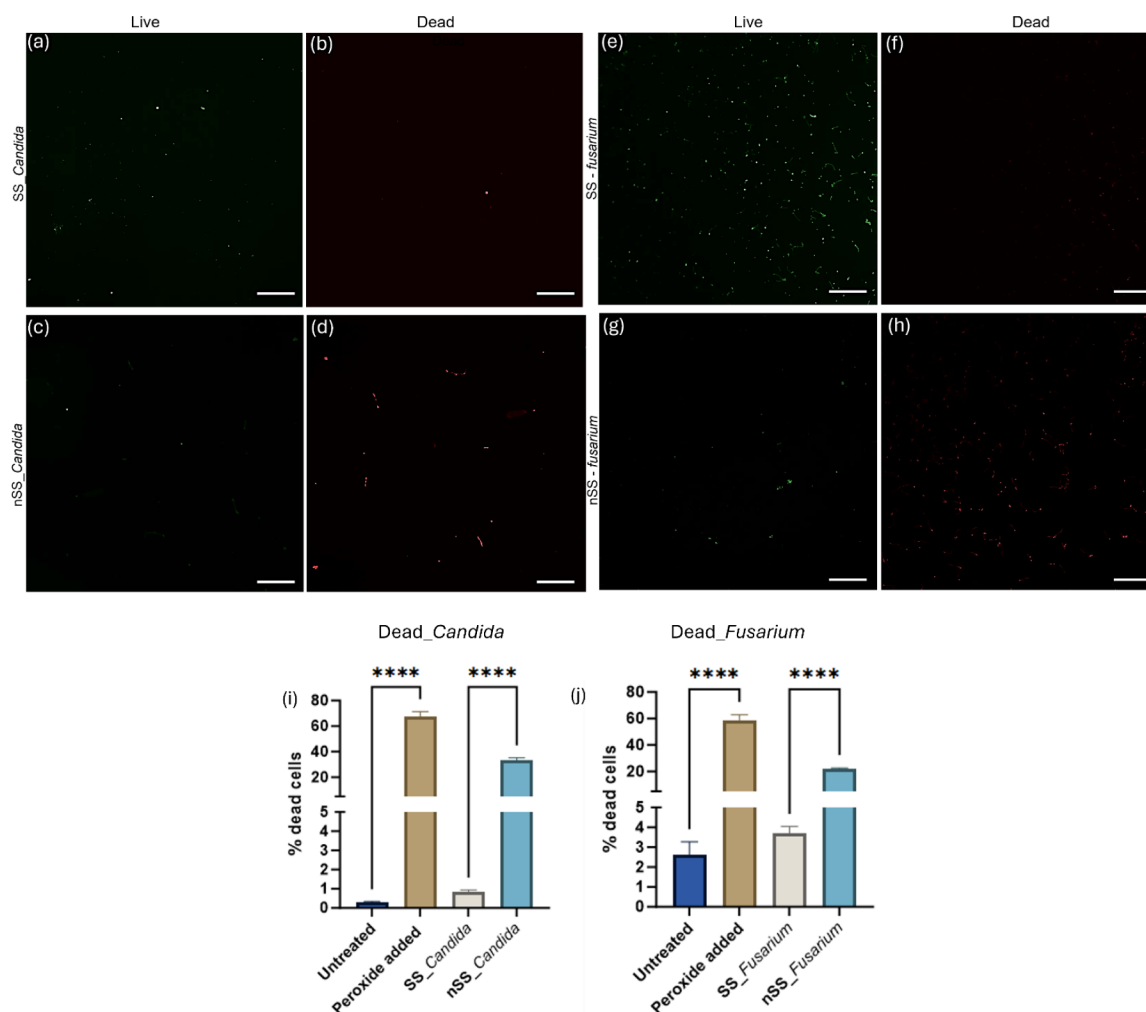 Live Dead Live Dead
(a) (b) (e) (f)
SS_Candida
SS - fusarium
(c) (d) (g) (h)
nSS_Candida
nSS - fusarium
Dead_Candida
(i)
****
****
80
60
40
20
5
4
3
2
1
0
% dead cells
Untreated
Peroxide added
SS_Candida
nSS_Candida
Dead_Fusarium
(j)
****
****
80
60
40
20
5
4
3
2
1
0
% dead cells
Untreated
Peroxide added
SS_Fusarium
nSS_Fusarium